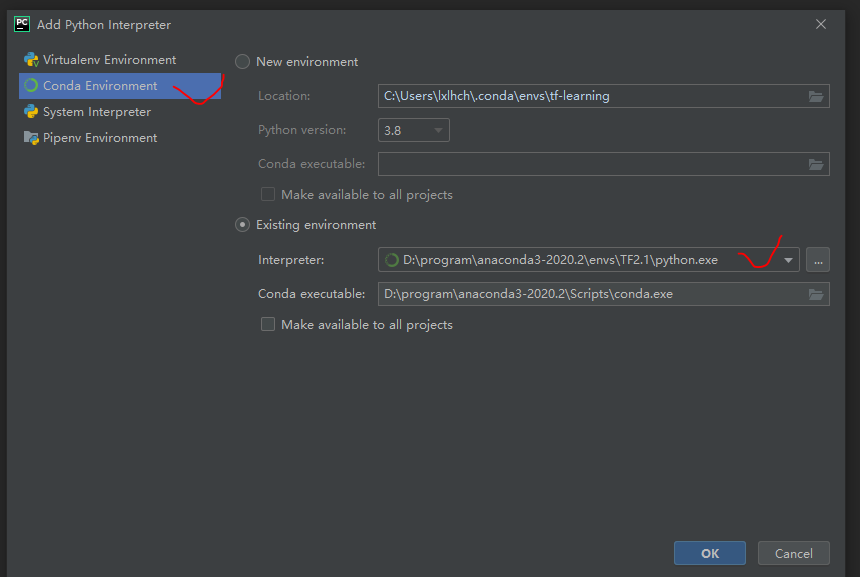 PC Add Python Interpreter
Virtualenv Environment
Conda Environment
System Interpreter
Pipenv Environment
New environment
Location: C:\Users\lxlhch\.conda\envs\tf-learning
Python version: 3.8
Conda executable:
Make available to all projects
Existing environment
Interpreter: D:\program\anaconda3-2020.2\envs\TF2.1\python.exe ...
Conda executable: D:\program\anaconda3-2020.2\Scripts\conda.exe
Make available to all projects
OK Cancel